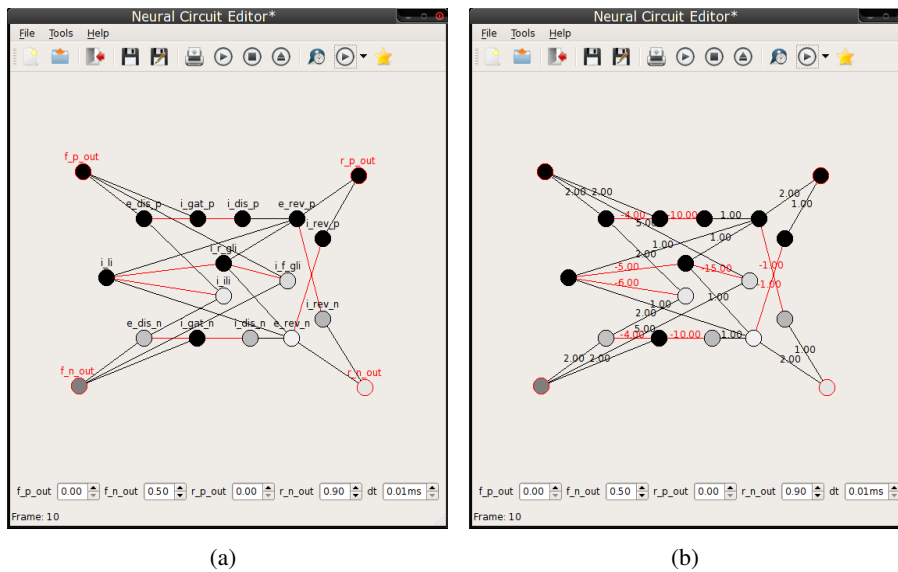 Neural Circuit Editor*
File Tools Help
f_p_out
r_p_out
e_dis_p i_gat_p i_dis_p e_rev_p
i_rev_p
i_r_gli
i_li
i_f_gli
i_ili
i_rev_n
e_dis_n i_gat_n i_dis_n e_rev_n
f_n_out
r_n_out
f_p_out 0.00 f_n_out 0.50 r_p_out 0.00 r_n_out 0.90 dt 0.01ms
Frame: 10
(a)
Neural Circuit Editor*
File Tools Help
2.00 2.00 2.00
1.00
-4.00 -10.00 1.00
5.00
1.00 1.00
2.00
-5.00 -15.00 -1.00
-6.00 -1.00
1.00 1.00
2.00
5.00
-4.00 -10.00 1.00
1.00
2.00 2.00 2.00
f_p_out 0.00 f_n_out 0.50 r_p_out 0.00 r_n_out 0.90 dt 0.01ms
Frame: 10
(b)